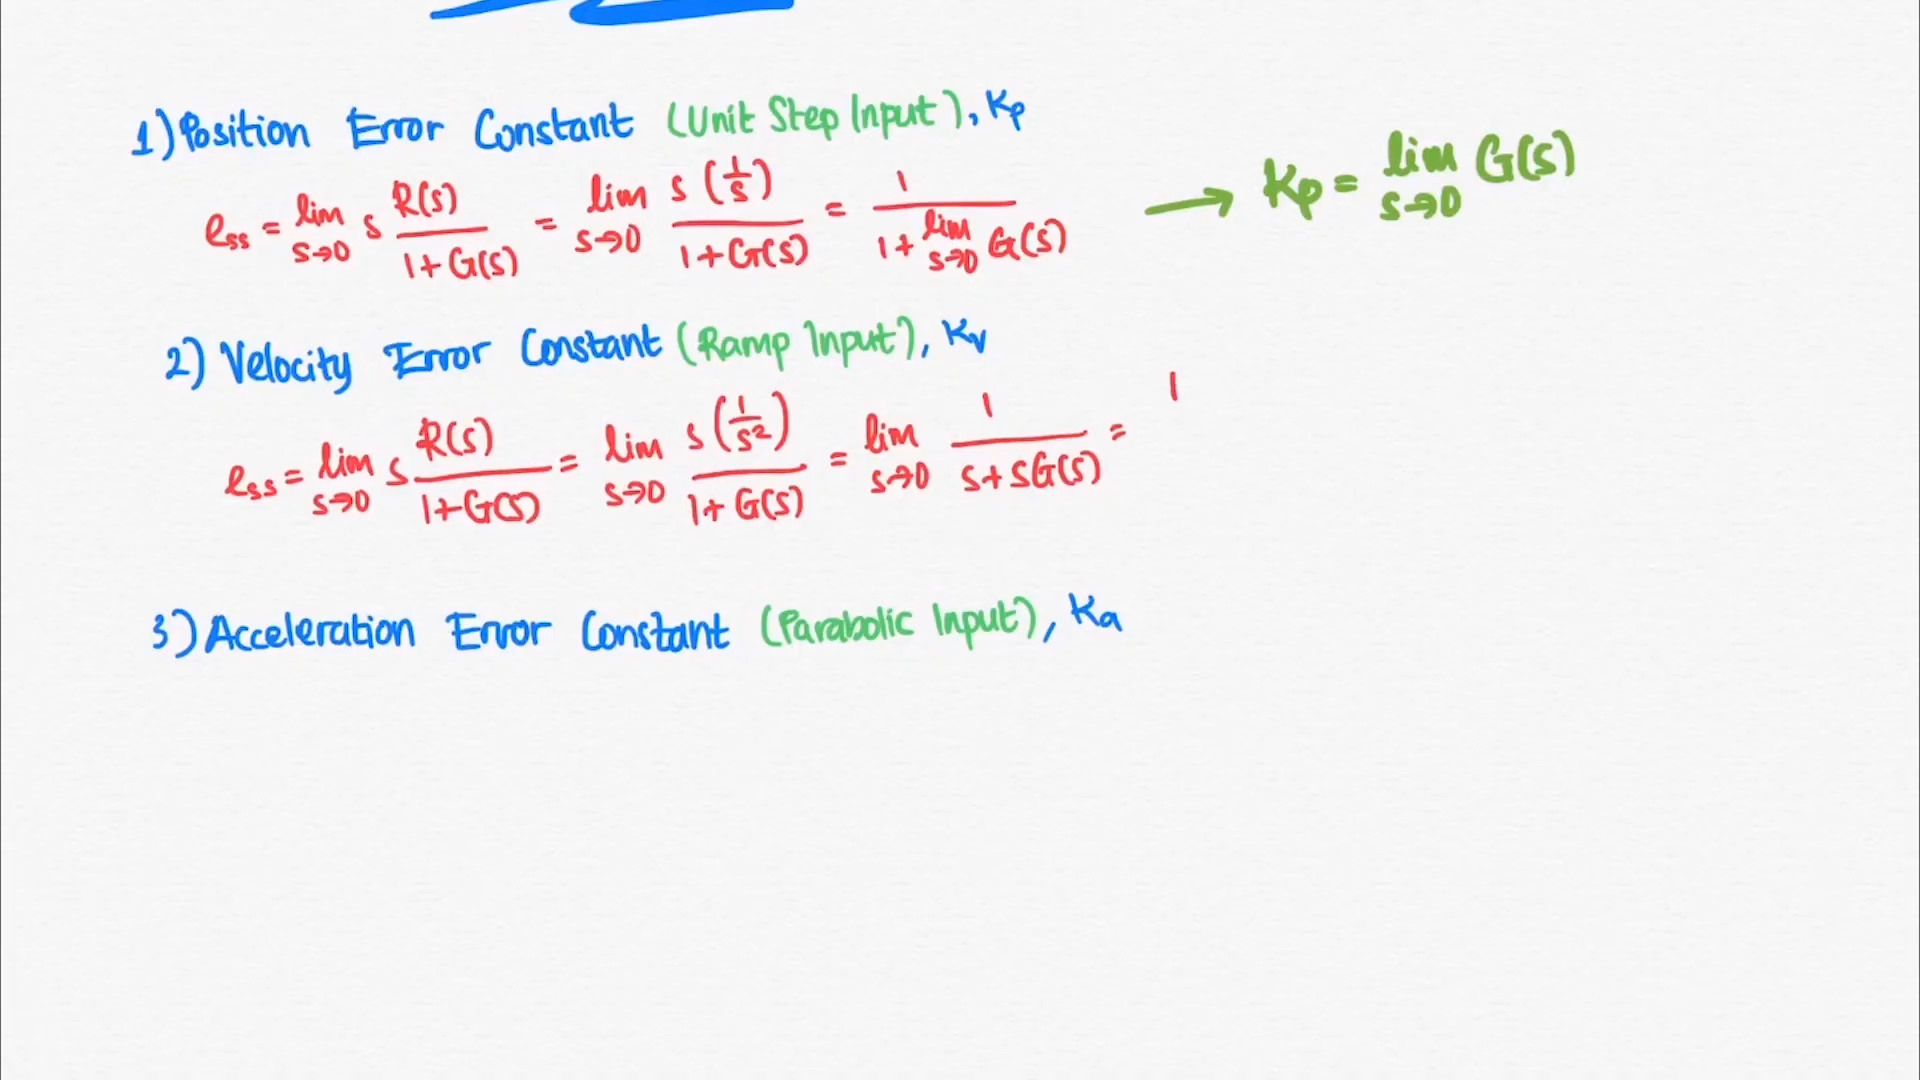 1) Position Error Constant (Unit Step Input), Kp
ess = lim s→0 s R(s)/(1+G(s)) = lim s→0 s(1/s)/(1+G(s)) = 1/(1+ lim s→0 G(s)) → Kp = lim s→0 G(s)
2) Velocity Error Constant (Ramp Input), Kv
ess = lim s→0 s R(s)/(1+G(s)) = lim s→0 s(1/s²)/(1+G(s)) = lim s→0 1/(s+sG(s)) = 1
3) Acceleration Error Constant (Parabolic Input), Ka